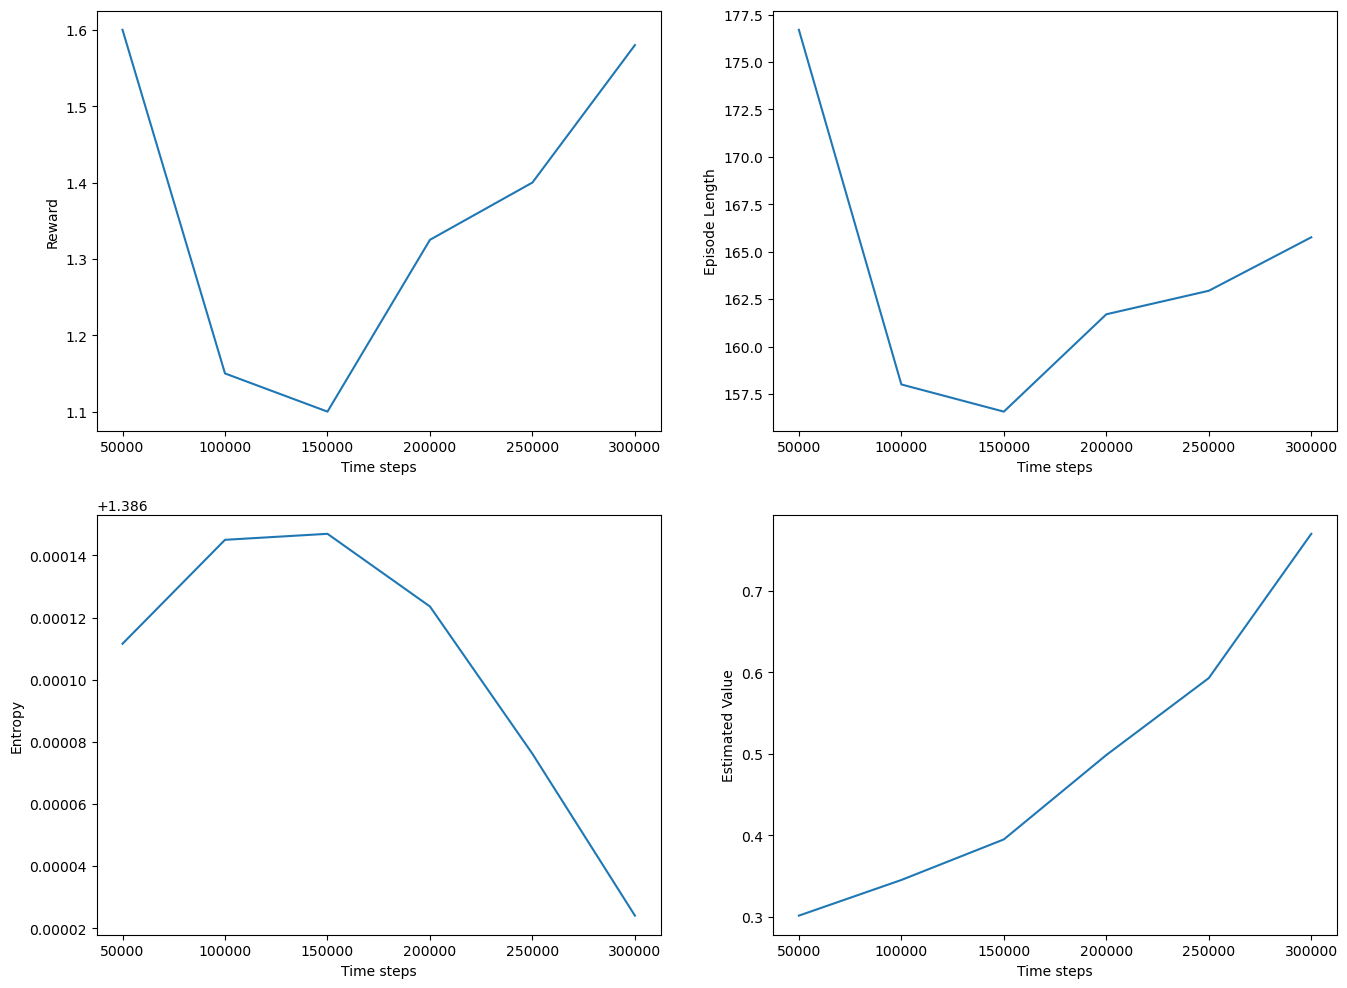 1.6
1.5
1.4
1.3
1.2
1.1
Reward
50000 100000 150000 200000 250000 300000
Time steps
177.5
175.0
172.5
170.0
167.5
165.0
162.5
160.0
157.5
Episode Length
50000 100000 150000 200000 250000 300000
Time steps
+1.386
0.00014
0.00012
0.00010
0.00008
0.00006
0.00004
0.00002
Entropy
50000 100000 150000 200000 250000 300000
Time steps
0.7
0.6
0.5
0.4
0.3
Estimated Value
50000 100000 150000 200000 250000 300000
Time steps